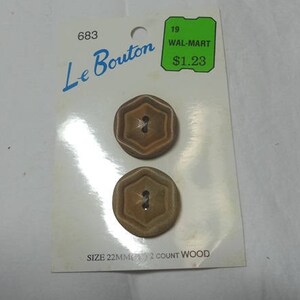 683
Le Bouton
19
WAL-MART
$1.23
SIZE 22MM 2 COUNT WOOD